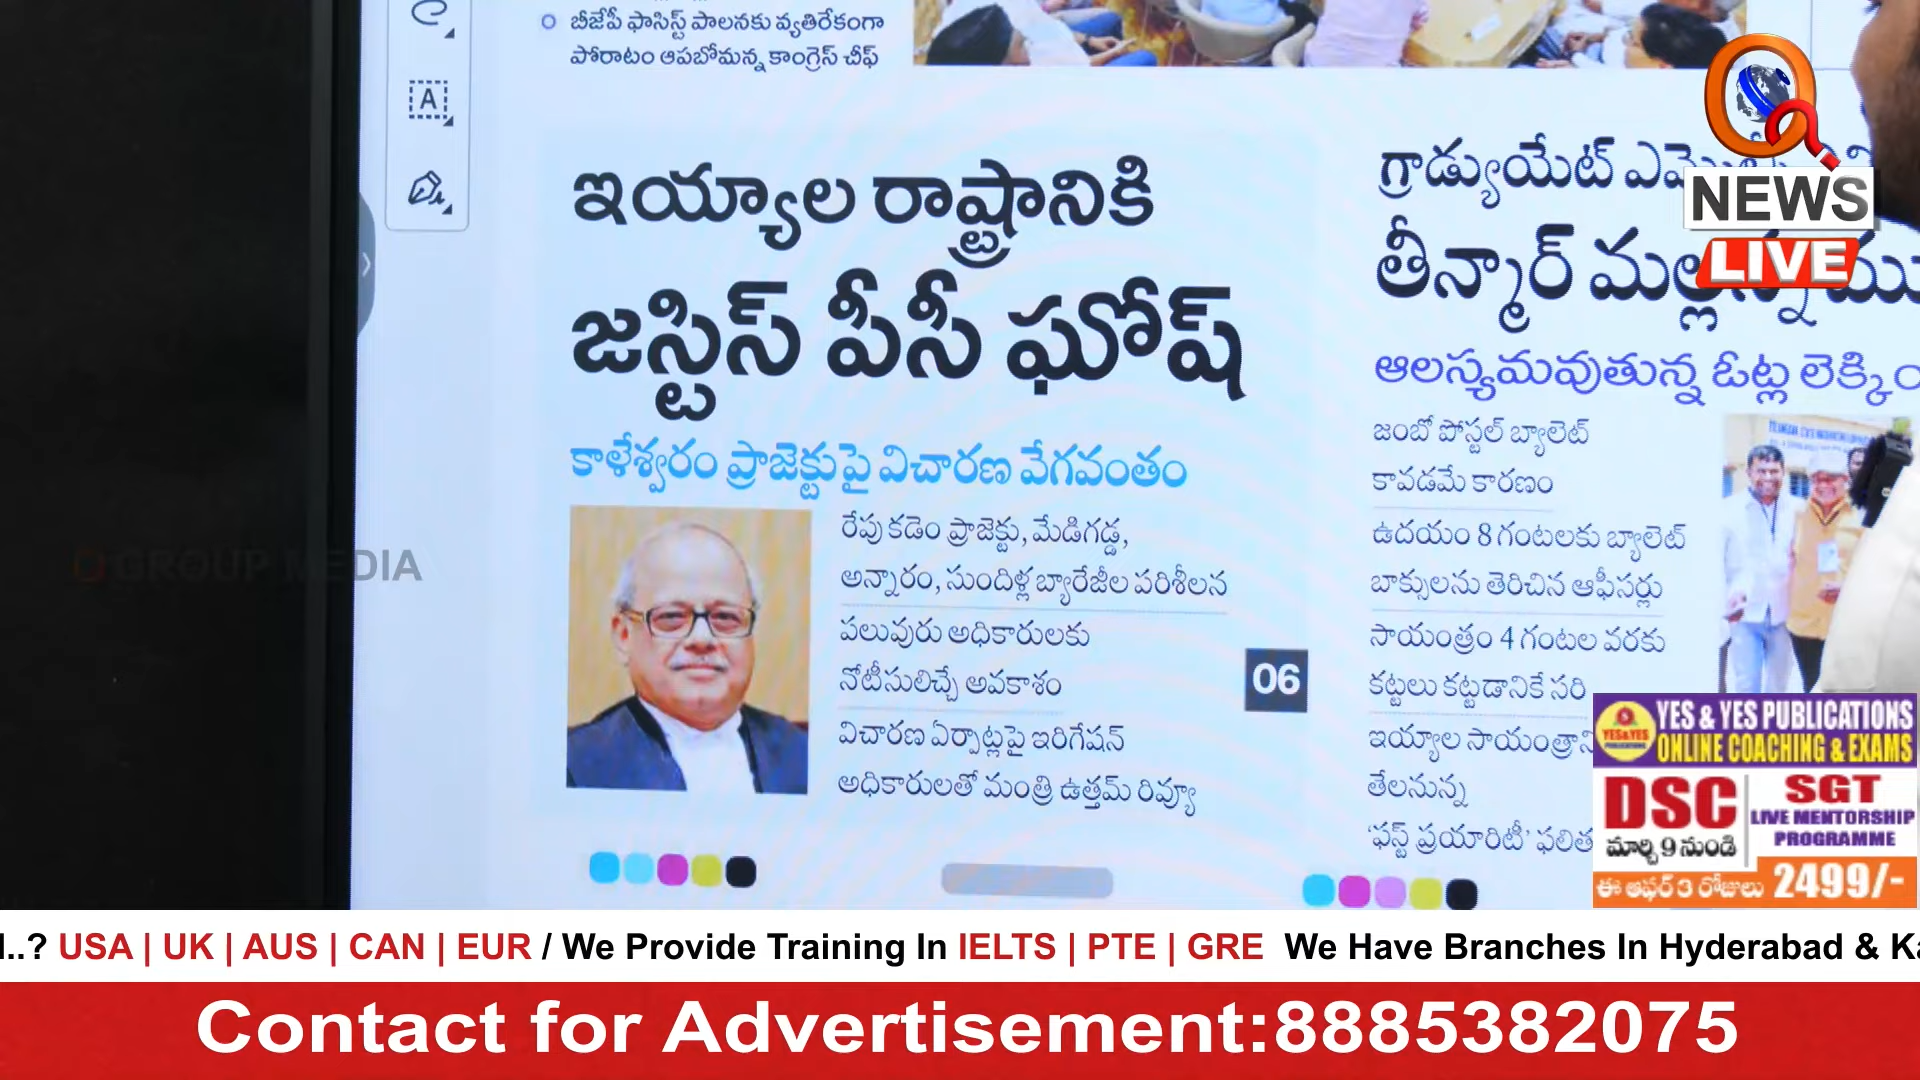 బీజేపీ ఫాసిస్ట్ పాలనకు వ్యతిరేకంగా
పోరాటం ఆపబోమన్న కాంగ్రెస్ చీఫ్
A
ఇయ్యాల రాష్ట్రానికి
జస్టిస్ పీసీ ఘోష్
కాళేశ్వరం ప్రాజెక్టుపై విచారణ వేగవంతం
రేపు కడెం ప్రాజెక్టు, మేడిగడ్డ,
అన్నారం, సుందిళ్ల బ్యారేజీల పరిశీలన
పలువురు అధికారులకు
నోటీసులిచ్చే అవకాశం
విచారణ ఏర్పాట్లపై ఇరిగేషన్
అధికారులతో మంత్రి ఉత్తమ్ రివ్యూ
06
గ్రాడ్యుయేట్
తీన్మార్
ఆలస్యమవుతున్న ఓట్ల
జంబో పోస్టల్ బ్యాలెట్
కావడమే కారణం
ఉదయం 8 గంటలకు బ్యాలెట్
బాక్సులను తెరిచిన ఆఫీసర్లు
సాయంత్రం 4 గంటల వరకు
కట్టలు కట్టడానికే సరి
ఇయ్యాల
తేలనున్న
'ఫస్ట్ ప్రయారిటీ'
NEWS
LIVE
GROUP MEDIA
YES & YES PUBLICATIONS
ONLINE COACHING & EXAMS
DSC
మార్చి 9 నుండి
SGT
LIVE MENTORSHIP
PROGRAMME
ఈ ఆఫర్ 3 రోజులు 2499/-
..? USA | UK | AUS | CAN | EUR / We Provide Training In IELTS | PTE | GRE We Have Branches In Hyderabad &
Contact for Advertisement:8885382075